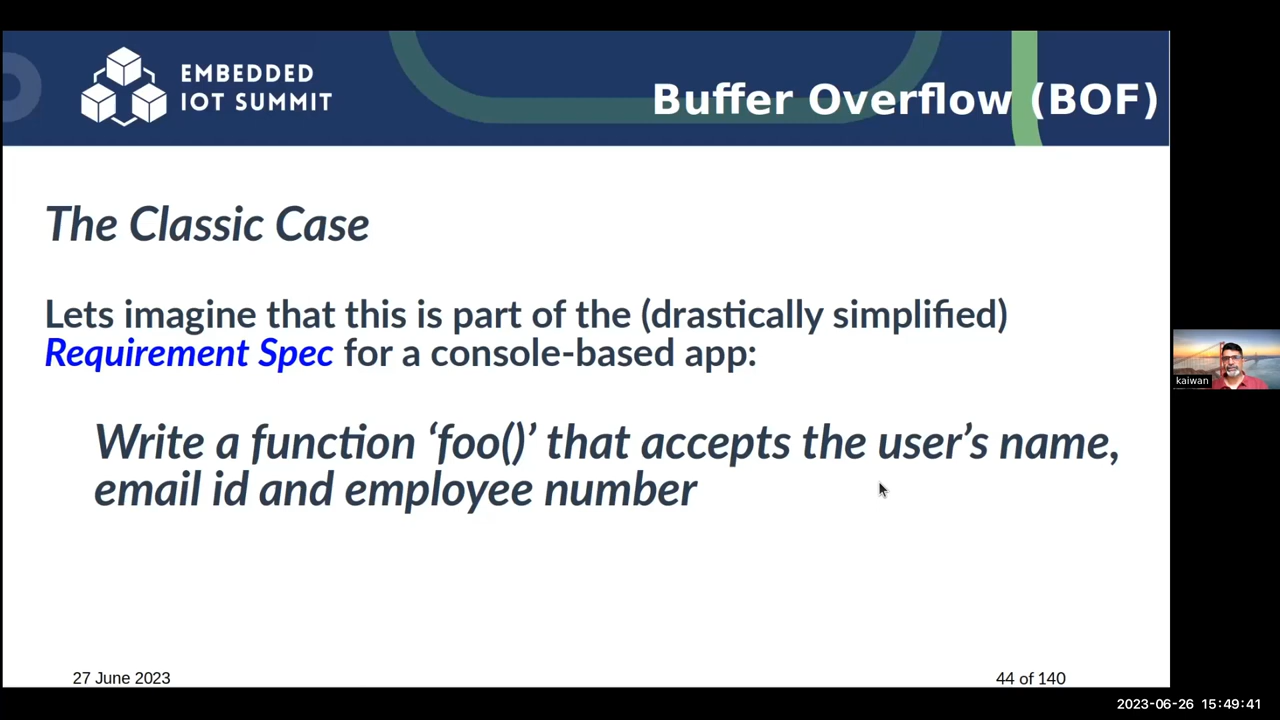 EMBEDDED
IOT SUMMIT
Buffer Overflow (BOF)
The Classic Case
Lets imagine that this is part of the (drastically simplified)
Requirement Spec for a console-based app:
Write a function ‘foo()’ that accepts the user’s name,
email id and employee number
kaiwan
27 June 2023
44 of 140
2023-06-26 15:49:41